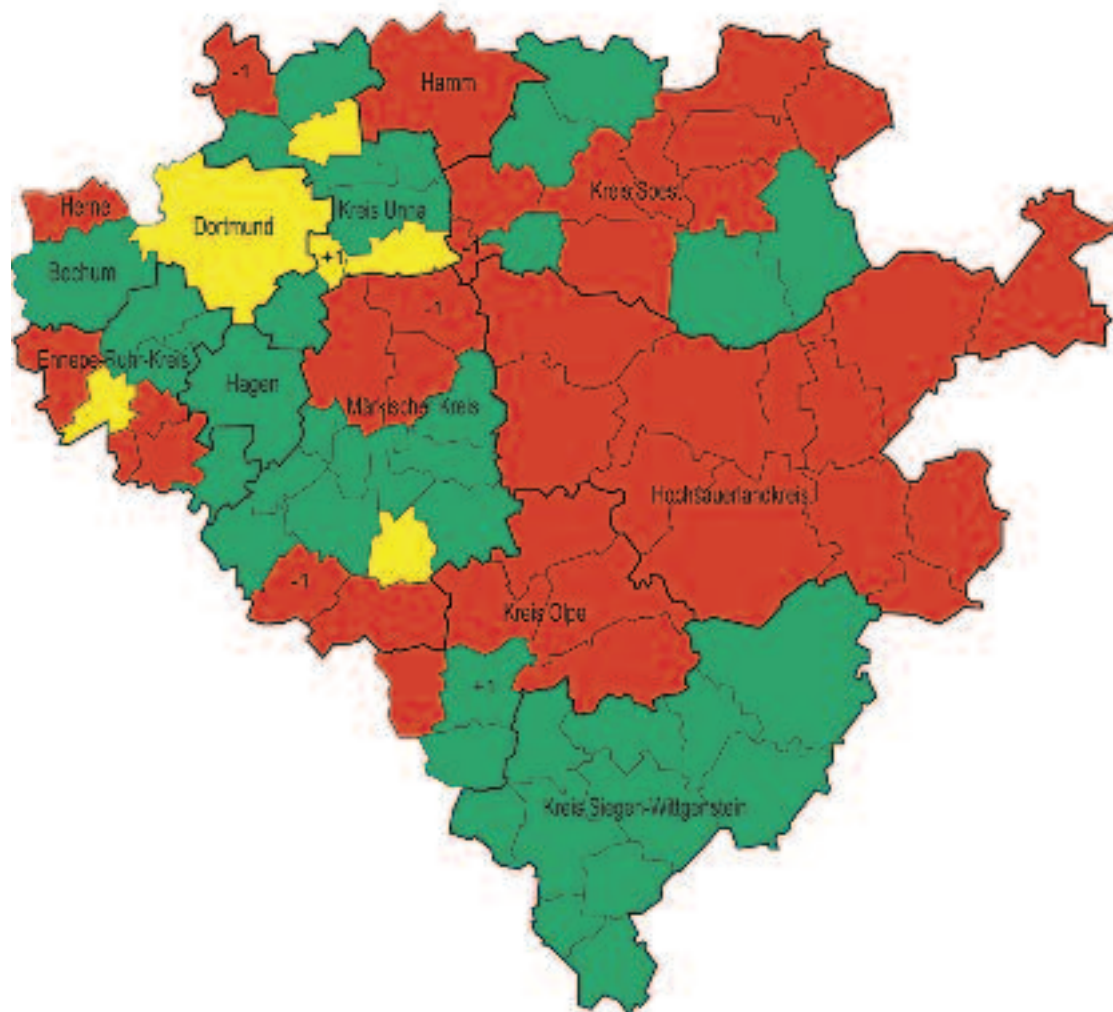 -1
Hamm
Kreis Soest
Herne
Dortmund
Kreis Unna
Bochum
+1
-1
Ennepe-Ruhr-Kreis
Hagen
Märkischer Kreis
Hochsauerlandkreis
-1
Kreis Olpe
+1
Kreis Siegen-Wittgenstein